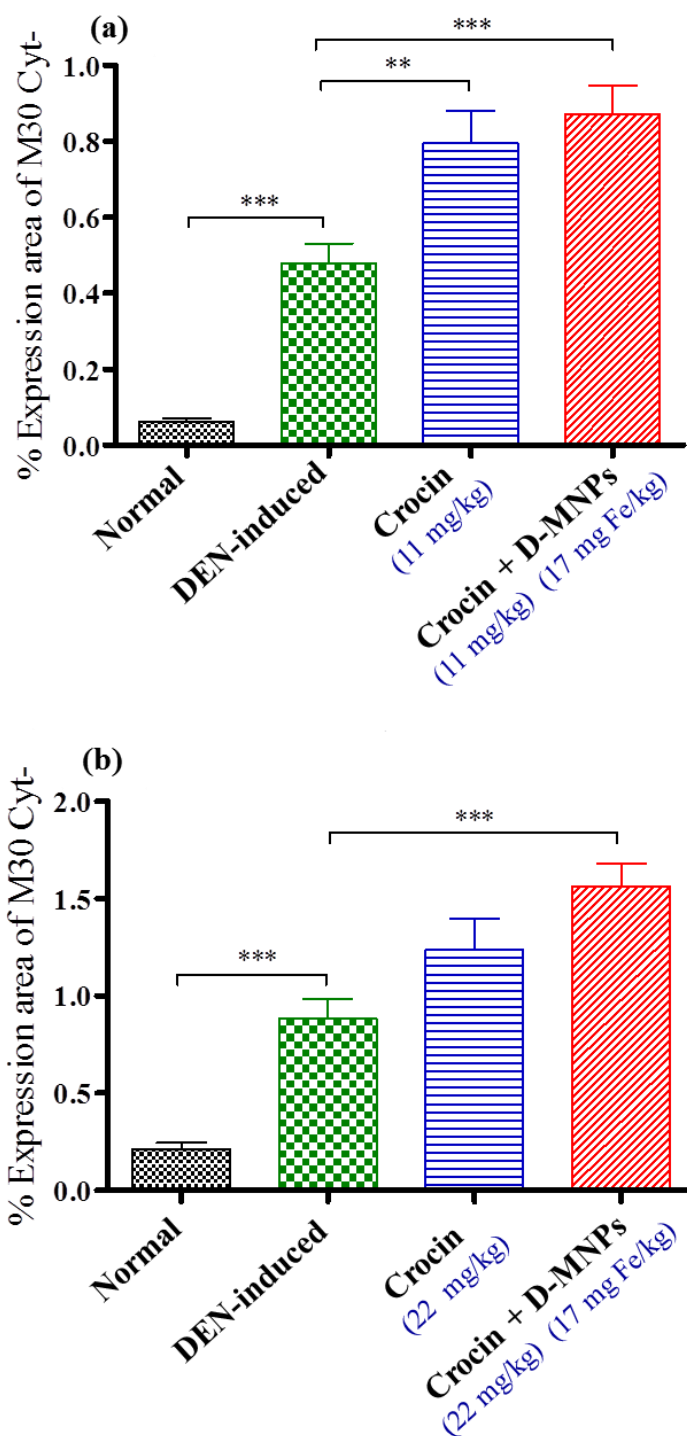 (a)
% Expression area of M30 Cyt-
1.0
0.8
0.6
0.4
0.2
0.0
***
**
***
Normal
DEN-induced
Crocin
(11 mg/kg)
Crocin + D-MNPs
(11 mg/kg) (17 mg Fe/kg)
(b)
% Expression area of M30 Cyt-
2.0
1.5
1.0
0.5
0.0
***
***
Normal
DEN-induced
Crocin
(22 mg/kg)
Crocin + D-MNPs
(22 mg/kg) (17 mg Fe/kg)